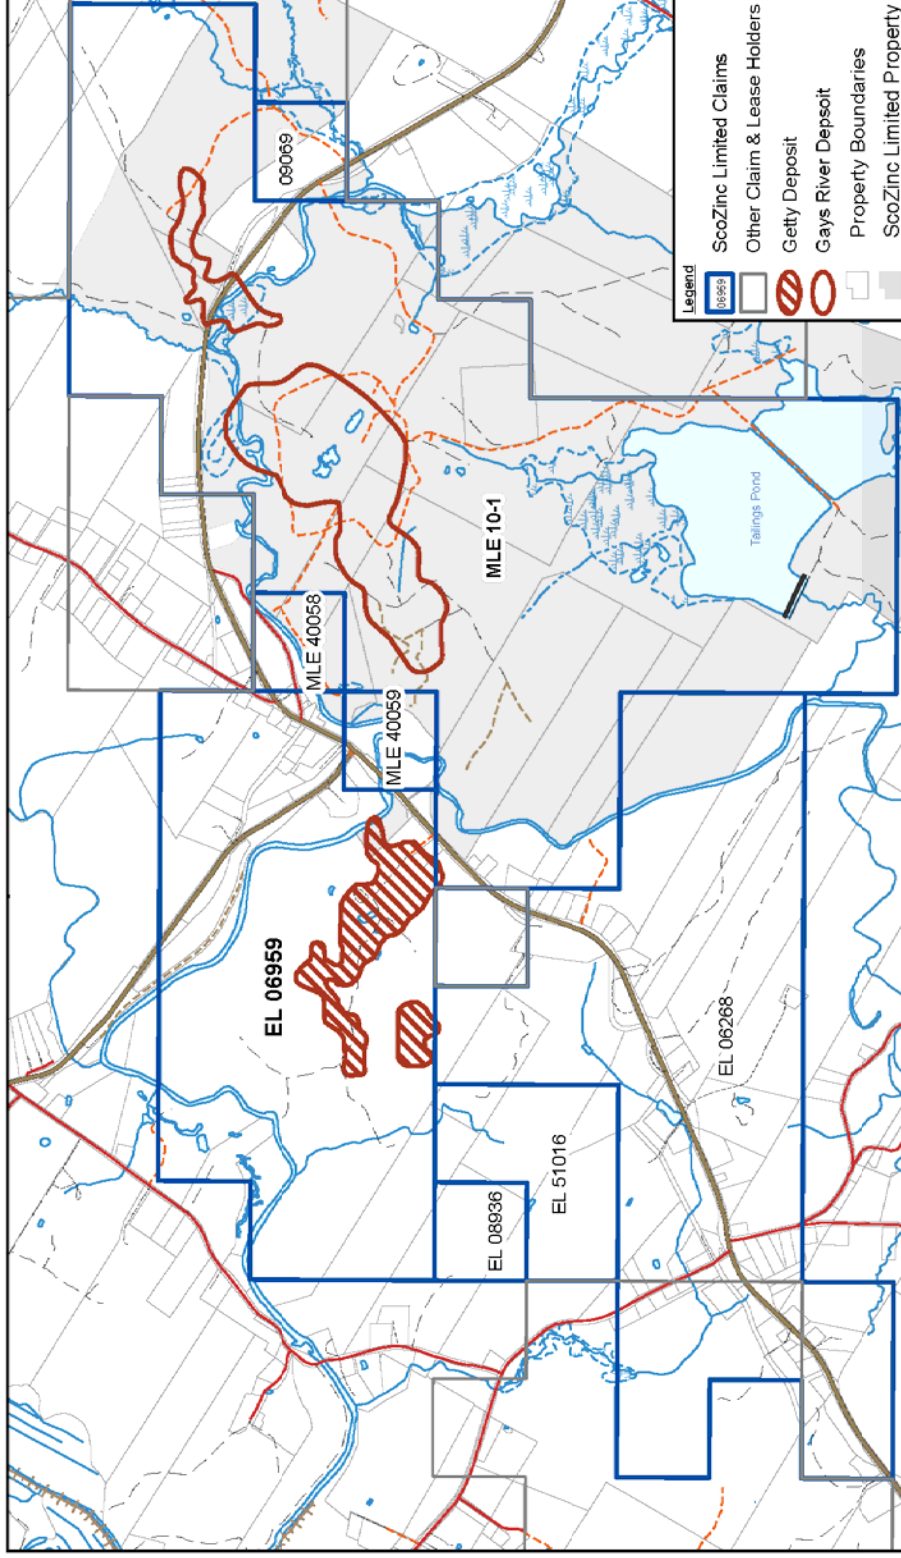 09069
MLE 10-1
MLE 40058
MLE 40059
EL 06959
Tailings Pond
EL 06268
EL 51016
EL 08936
Legend
06959
ScoZinc Limited Claims
Other Claim & Lease Holders
Getty Deposit
Gays River Depsoit
Property Boundaries
ScoZinc Limited Property